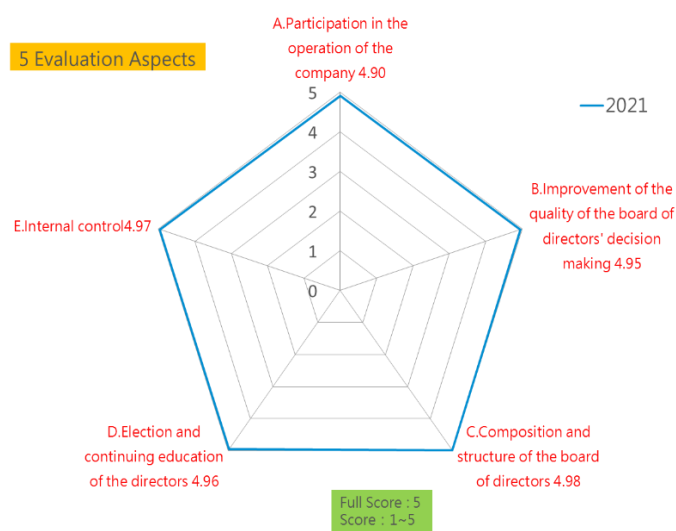 5 Evaluation Aspects
A.Participation in the
operation of the
company 4.90
2021
5
4
3
2
1
0
B.Improvement of the
quality of the board of
directors' decision
making 4.95
E.Internal control4.97
D.Election and
continuing education
of the directors 4.96
C.Composition and
structure of the board
of directors 4.98
Full Score : 5
Score : 1~5